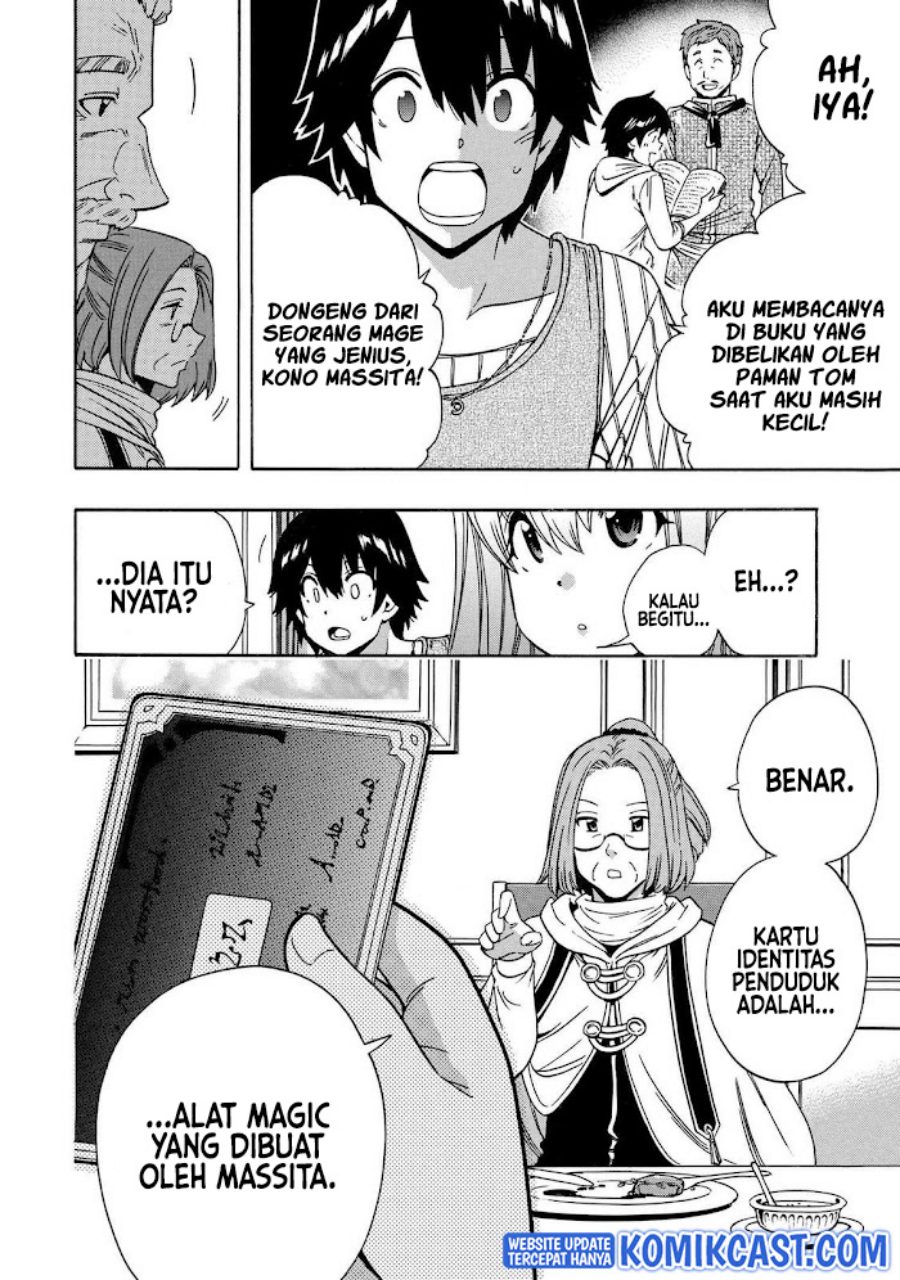 AH,
IYA!
AKU MEMBACANYA
DI BUKU YANG
DIBELIKAN OLEH
PAMAN TOM
SAAT AKU MASIH
KECIL!
DONGENG DARI
SEORANG MAGE
YANG JENIUS,
KONO MASSITA!
EH...?
KALAU
BEGITU...
...DIA ITU
NYATA?
BENAR.
KARTU
IDENTITAS
PENDUDUK
ADALAH...
...ALAT MAGIC
YANG DIBUAT
OLEH MASSITA.
WEBSITE UPDATE
TERCEPAT HANYA
KOMIKCAST.COM